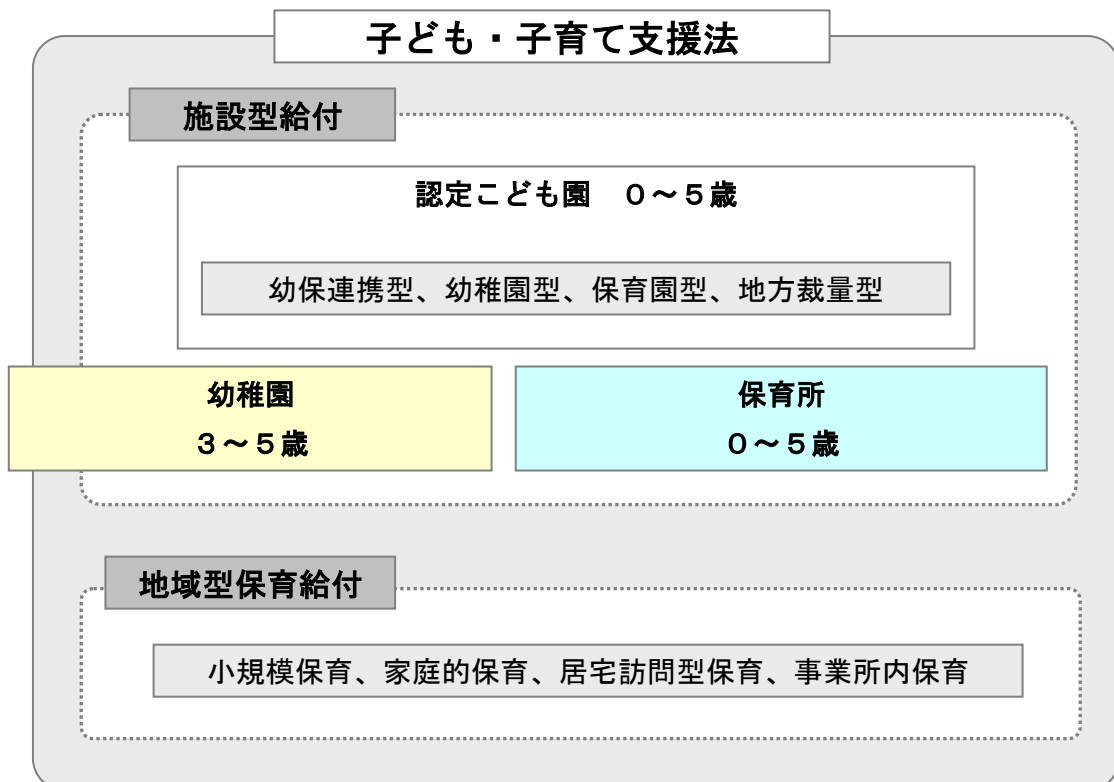 子ども・子育て支援法
施設型給付
認定こども園　０～５歳
幼保連携型、幼稚園型、保育園型、地方裁量型
幼稚園
３～５歳
保育所
０～５歳
地域型保育給付
小規模保育、家庭的保育、居宅訪問型保育、事業所内保育